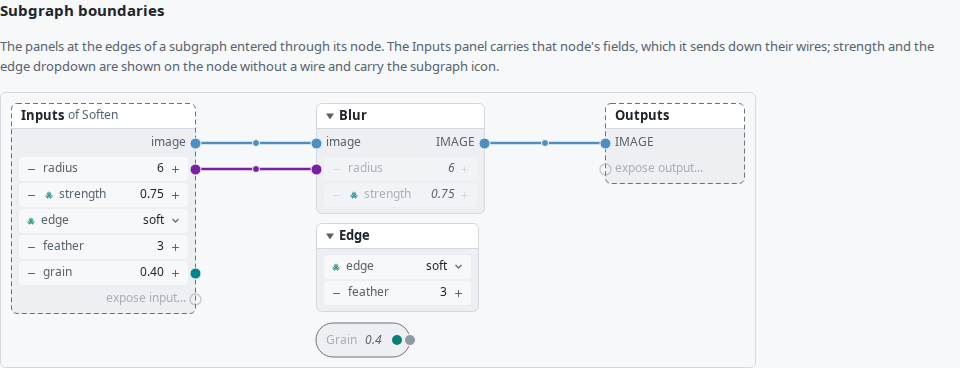 Subgraph boundaries
The panels at the edges of a subgraph entered through its node. The Inputs panel carries that node's fields, which it sends down their wires; strength and the
edge dropdown are shown on the node without a wire and carry the subgraph icon.
Inputs of Soften
image
− radius 6 +
− strength 0.75 +
edge soft
− feather 3 +
− grain 0.40 +
expose input...
Blur
image IMAGE
− radius 6 +
− strength 0.75 +
Edge
edge soft
− feather 3 +
Grain 0.4
Outputs
IMAGE
expose output...